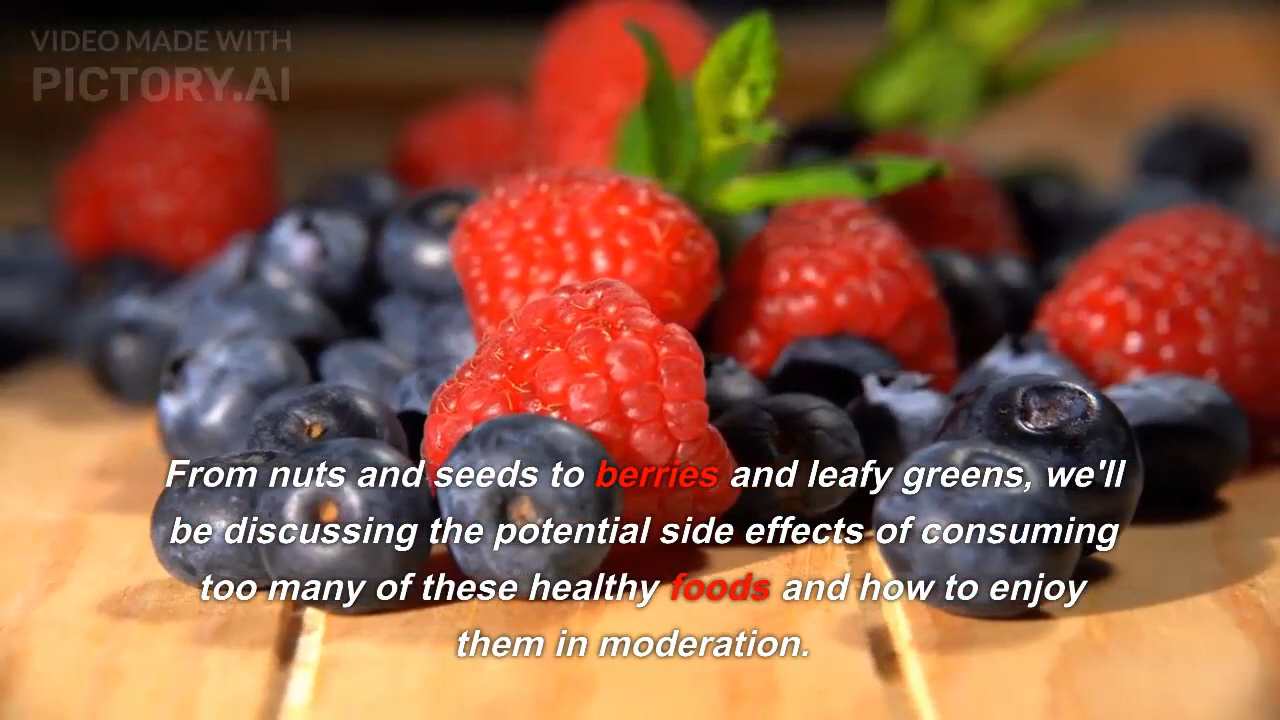 VIDEO MADE WITH
PICTORY.AI
From nuts and seeds to berries and leafy greens, we'll
be discussing the potential side effects of consuming
too many of these healthy foods and how to enjoy
them in moderation.